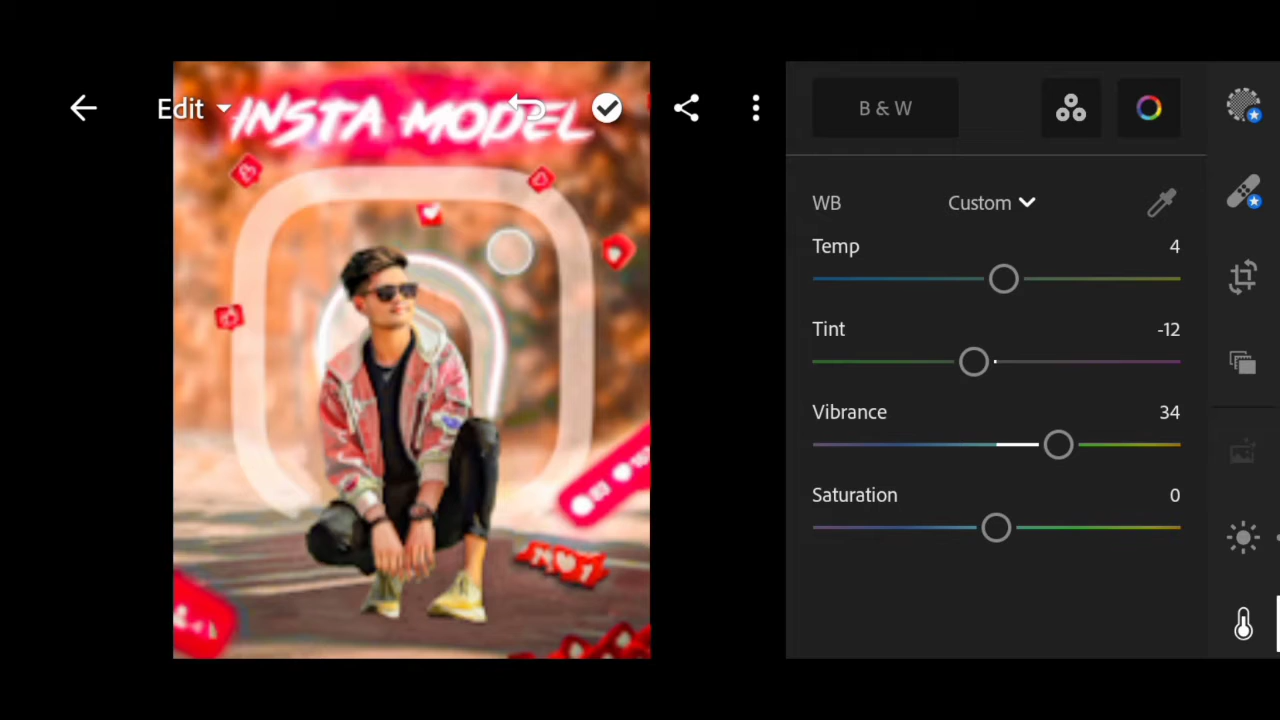 Edit
INSTA MODEL
B & W
WB Custom
Temp 4
Tint -12
Vibrance 34
Saturation 0